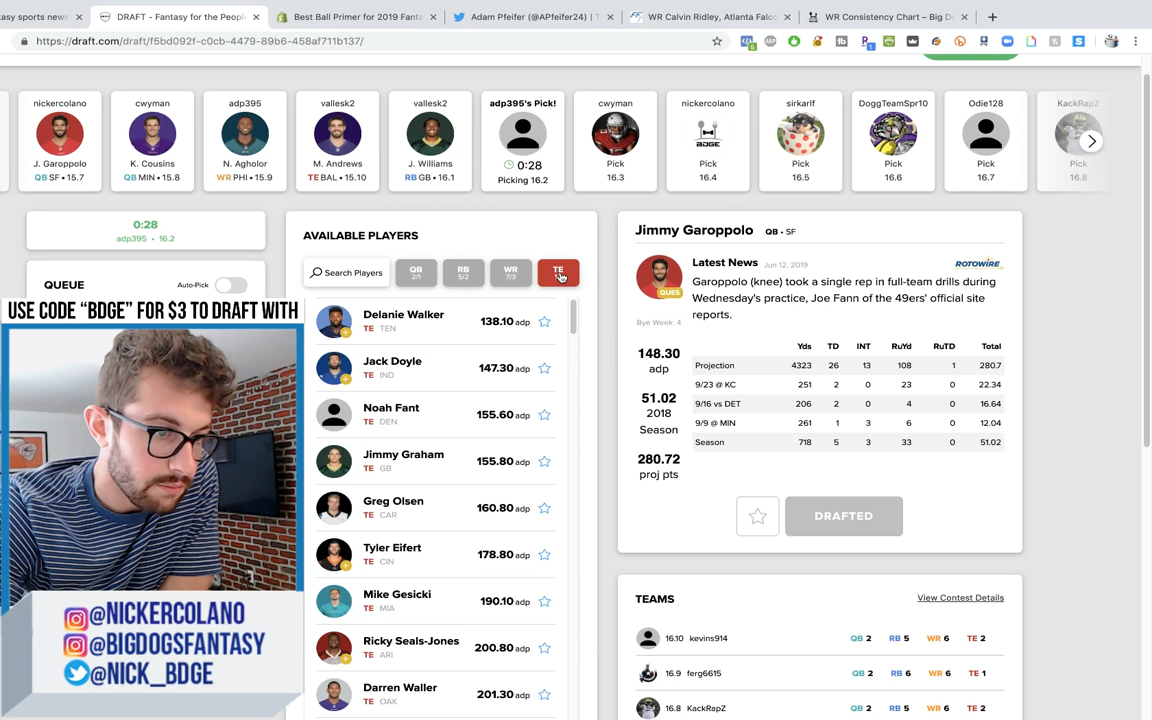 asy sports news
DRAFT - Fantasy for the Peopl
Best Ball Primer for 2019 Fanta
Adam Pfeifer (@APfeifer24) | T
WR Calvin Ridley, Atlanta Falco
WR Consistency Chart – Big D
https://draft.com/draft/f5bd092f-c0cb-4479-89b6-458af711b137/
nickercolano
J. Garoppolo
QB SF • 15.7
cwyman
K. Cousins
QB MIN • 15.8
adp395
N. Agholor
WR PHI • 15.9
vallesk2
M. Andrews
TE BAL • 15.10
vallesk2
J. Williams
RB GB • 16.1
adp395's Pick!
0:28
Picking 16.2
cwyman
Pick
16.3
nickercolano
BDGE
Pick
16.4
sirkarlf
Pick
16.5
DoggTeamSpr10
Pick
16.6
Odie128
Pick
16.7
KackRapZ
Pick
16.8
0:28
adp395 • 16.2
QUEUE
Auto-Pick
AVAILABLE PLAYERS
Search Players
QB
2/1
RB
5/2
WR
7/3
TE
Delanie Walker
TE TEN
138.10 adp
Jack Doyle
TE IND
147.30 adp
Noah Fant
TE DEN
155.60 adp
Jimmy Graham
TE GB
155.80 adp
Greg Olsen
TE CAR
160.80 adp
Tyler Eifert
TE CIN
178.80 adp
Mike Gesicki
TE MIA
190.10 adp
Ricky Seals-Jones
TE ARI
200.80 adp
Darren Waller
TE OAK
201.30 adp
Jimmy Garoppolo QB • SF
QUES
Bye Week: 4
Latest News Jun 12, 2019
ROTOWIRE
Garoppolo (knee) took a single rep in full-team drills during
Wednesday's practice, Joe Fann of the 49ers' official site
reports.
148.30
adp
51.02
2018
Season
280.72
proj pts
Yds TD INT RuYd RuTD Total
Projection 4323 26 13 108 1 280.7
9/23 @ KC 251 2 0 23 0 22.34
9/16 vs DET 206 2 0 4 0 16.64
9/9 @ MIN 261 1 3 6 0 12.04
Season 718 5 3 33 0 51.02
DRAFTED
TEAMS
View Contest Details
16.10 kevins914 QB 2 RB 5 WR 6 TE 2
16.9 ferg6615 QB 2 RB 6 WR 6 TE 1
16.8 KackRapZ QB 2 RB 5 WR 6 TE 2
USE CODE “BDGE” FOR $3 TO DRAFT WITH
@NICKERCOLANO
@BIGDOGSFANTASY
@NICK_BDGE